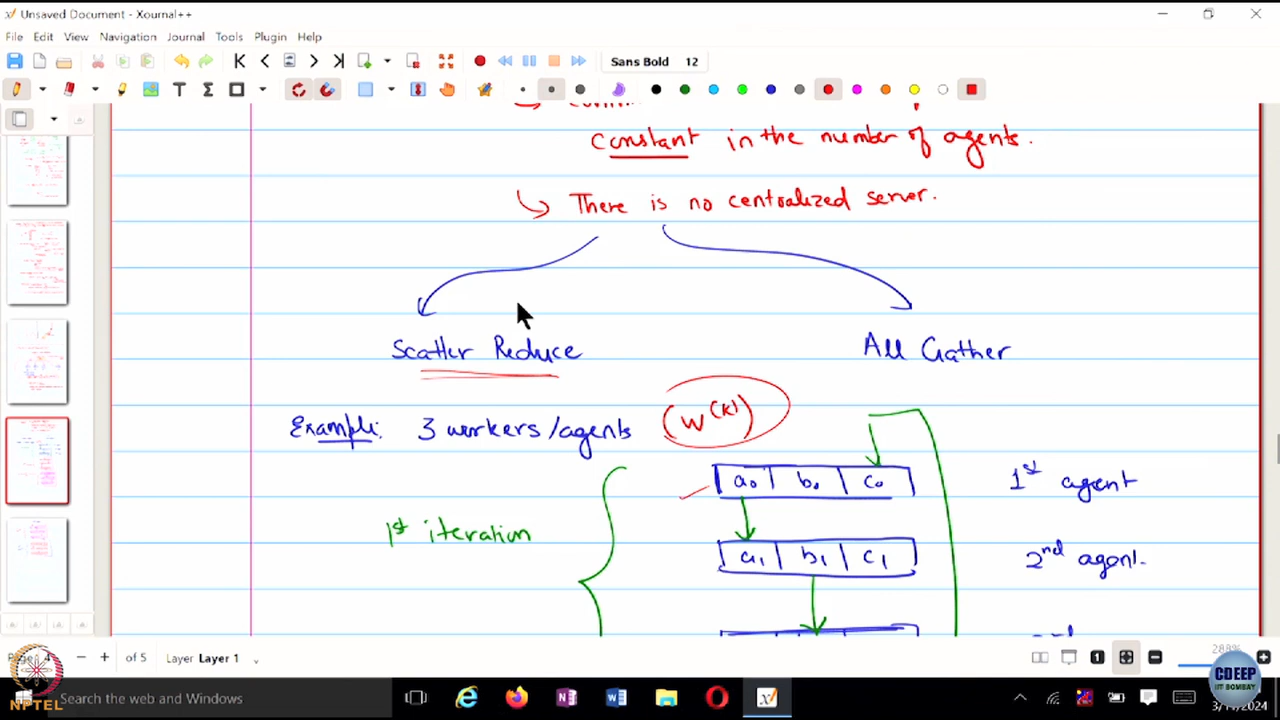 Unsaved Document - Xournal++
File Edit View Navigation Journal Tools Plugin Help
Sans Bold 12
constant in the number of agents.
There is no centralized server.
Scatter Reduce
All Gather
Example: 3 workers/agents
(w^(k))
a₀ b₀ c₀
1st agent
1st iteration
a₁ b₁ c₁
2nd agent.
of 5 Layer Layer 1
288%
NPTEL
Search the web and Windows
CDEEP
IIT BOMBAY